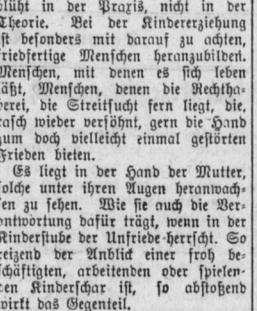 blüht in der Praxis, nicht in der
Theorie. Bei der Kindererziehung
ist besonders mit darauf zu achten,
friedfertige Menschen heranzubilden.
Menschen, mit denen es sich leben
läßt, Menschen, denen die Rechtha-
berei, die Streitsucht fern liegt, die,
rasch wieder versöhnt, gern die Hand
zum doch vielleicht einmal gestörten
Frieden bieten.
Es liegt in der Hand der Mutter,
solche unter ihren Augen heranwach-
sen zu sehen. Wie sie auch die Ver-
antwortung dafür trägt, wenn in der
Kinderstube der Unfriede herrscht. So
reizend der Anblick einer froh be-
schäftigten, arbeitenden oder spielen-
den Kinderschar ist, so abstoßend
wirkt das Gegenteil.